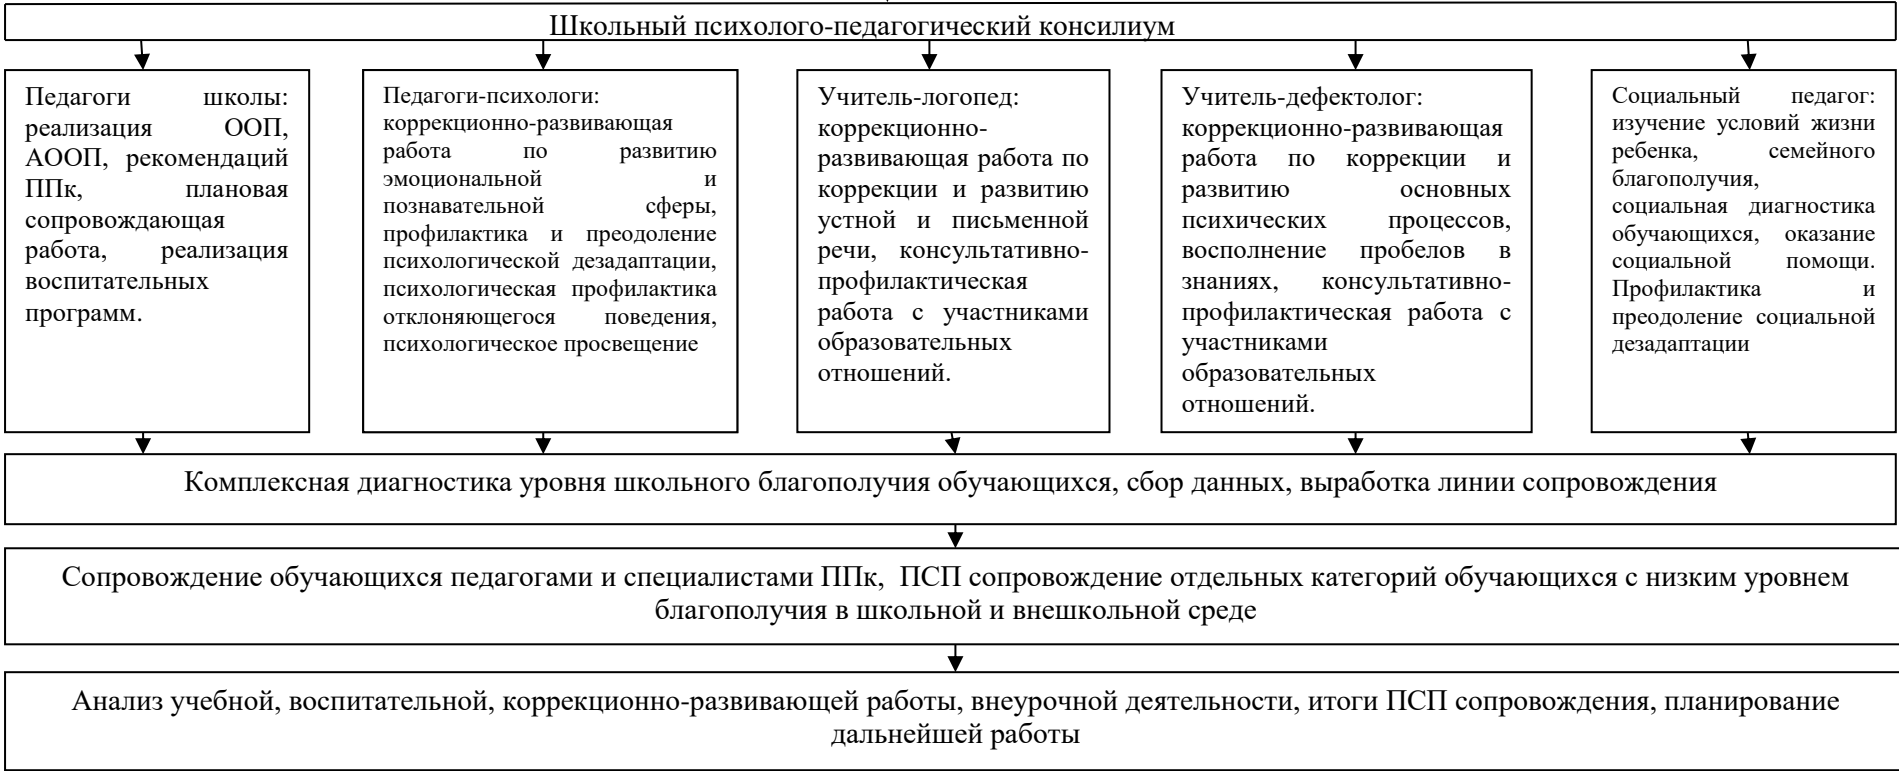 Школьный психолого-педагогический консилиум
Педагоги школы:
реализация ООП,
АООП, рекомендаций
ППк, плановая
сопровождающая
работа, реализация
воспитательных
программ.
Педагоги-психологи:
коррекционно-развивающая
работа по развитию
эмоциональной и
познавательной сферы,
профилактика и преодоление
психологической дезадаптации,
психологическая профилактика
отклоняющегося поведения,
психологическое просвещение
Учитель-логопед:
коррекционно-
развивающая работа по
коррекции и развитию
устной и письменной
речи, консультативно-
профилактическая
работа с участниками
образовательных
отношений.
Учитель-дефектолог:
коррекционно-развивающая
работа по коррекции и
развитию основных
психических процессов,
восполнение пробелов в
знаниях, консультативно-
профилактическая работа с
участниками
образовательных
отношений.
Социальный педагог:
изучение условий жизни
ребенка, семейного
благополучия,
социальная диагностика
обучающихся, оказание
социальной помощи.
Профилактика и
преодоление социальной
дезадаптации
Комплексная диагностика уровня школьного благополучия обучающихся, сбор данных, выработка линии сопровождения
Сопровождение обучающихся педагогами и специалистами ППк, ПСП сопровождение отдельных категорий обучающихся с низким уровнем
благополучия в школьной и внешкольной среде
Анализ учебной, воспитательной, коррекционно-развивающей работы, внеурочной деятельности, итоги ПСП сопровождения, планирование
дальнейшей работы